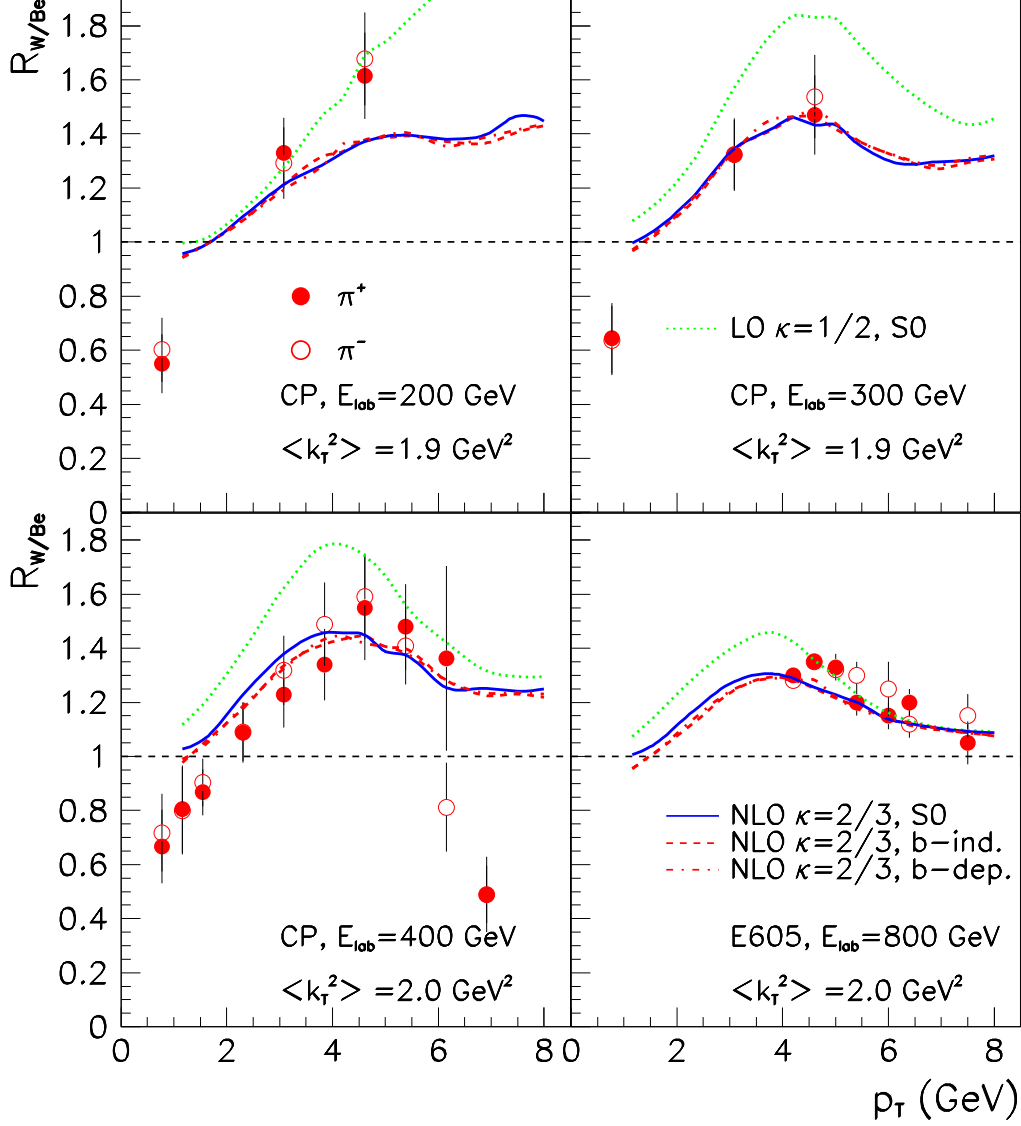 R_W/Be
1.8
1.6
1.4
1.2
1
0.8
0.6
0.4
0.2
0
π⁺
π⁻
CP, E_lab=200 GeV
<k_T²> =1.9 GeV²
LO κ=1/2, S0
CP, E_lab=300 GeV
<k_T²> =1.9 GeV²
R_W/Be
1.8
1.6
1.4
1.2
1
0.8
0.6
0.4
0.2
0
CP, E_lab=400 GeV
<k_T²> =2.0 GeV²
NLO κ=2/3, S0
NLO κ=2/3, b-ind.
NLO κ=2/3, b-dep.
E605, E_lab=800 GeV
<k_T²> =2.0 GeV²
0 2 4 6 8 0 2 4 6 8
p_T (GeV)